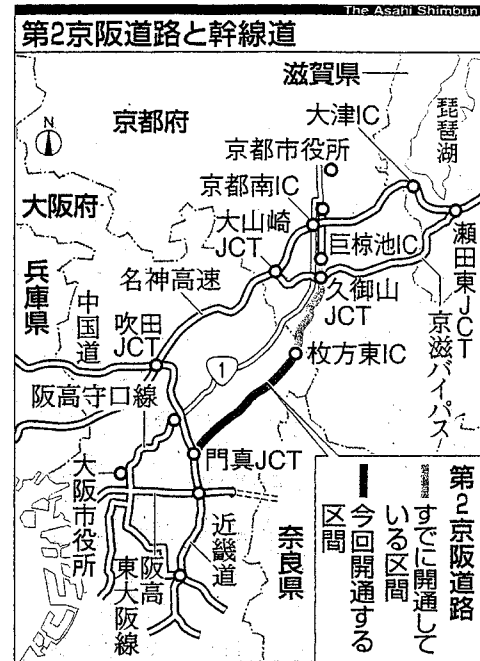 The Asahi Shimbun
第2京阪道路と幹線道
滋賀県
琵琶湖
大津IC
京都府
京都市役所
京都南IC
大阪府
大山崎
JCT
巨椋池IC
瀬田東JCT
兵庫県
名神高速
久御山
JCT
中国道
京滋バイパス
吹田
JCT
1
枚方東IC
阪高守口線
門真JCT
大阪市役所
近畿道
奈良県
阪高
東大阪線
第2京阪道路
すでに開通して
いる区間
今回開通する
区間
N